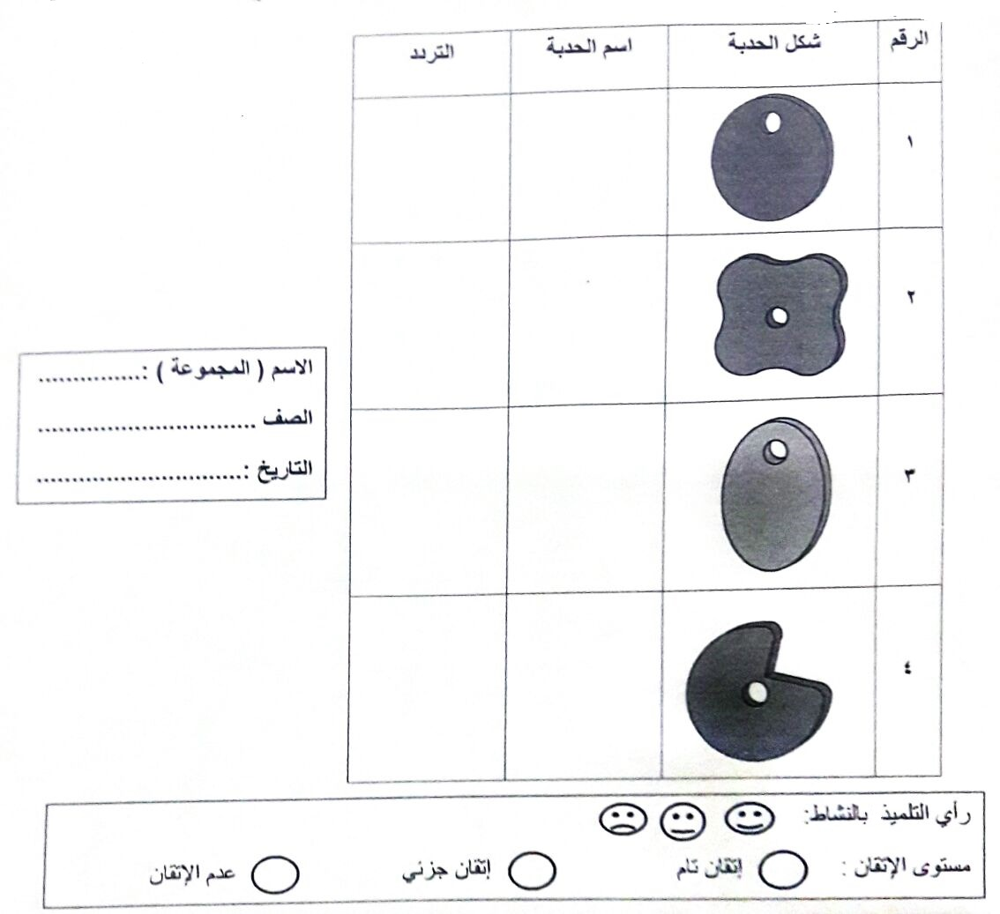 الرقم شكل الحدبة اسم الحدبة التردد
١
٢
٣
٤
الاسم ( المجموعة ) :...............
الصف ................................
التاريخ :..............................
رأي التلميذ بالنشاط:
مستوى الإتقان : إتقان تام إتقان جزئي عدم الإتقان